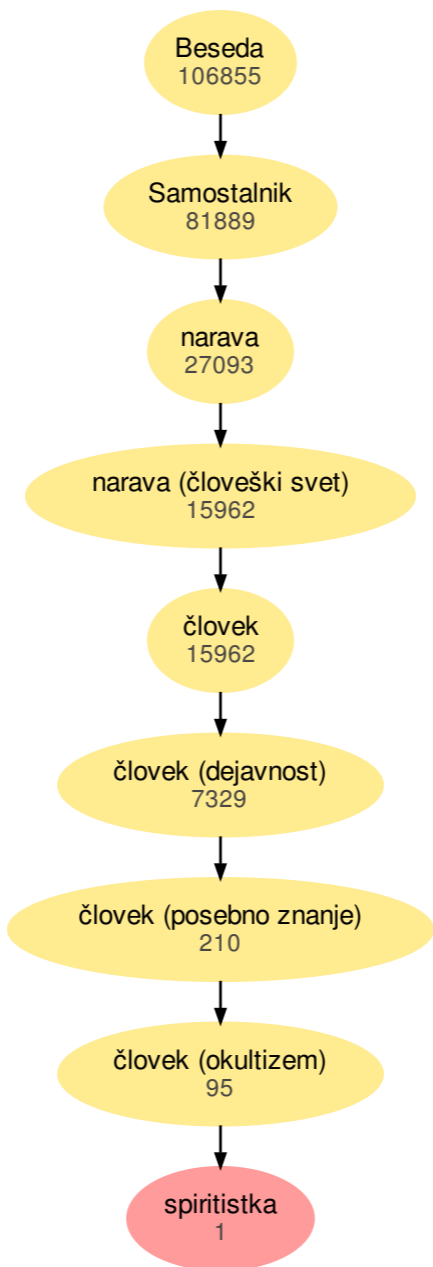 Beseda
106855
Samostalnik
81889
narava
27093
narava (človeški svet)
15962
človek
15962
človek (dejavnost)
7329
človek (posebno znanje)
210
človek (okultizem)
95
spiritistka
1